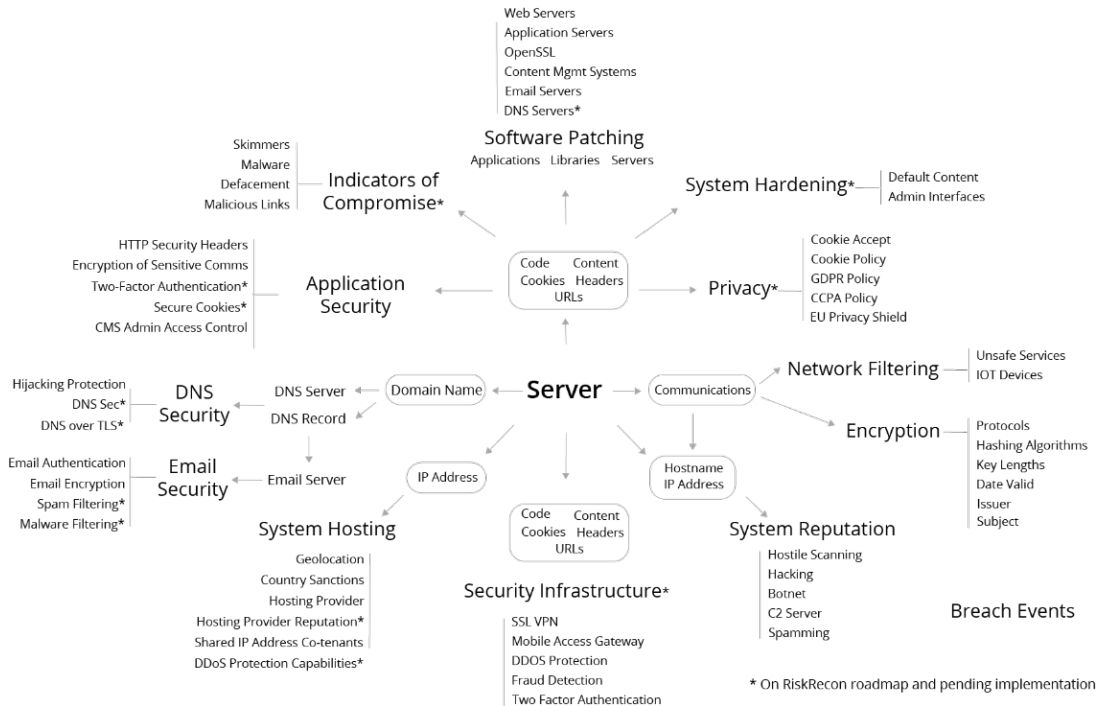 Web Servers
Application Servers
OpenSSL
Content Mgmt Systems
Email Servers
DNS Servers*
Software Patching
Applications Libraries Servers
Skimmers
Malware
Defacement
Malicious Links
Indicators of
Compromise*
System Hardening*
Default Content
Admin Interfaces
HTTP Security Headers
Encryption of Sensitive Comms
Two-Factor Authentication*
Secure Cookies*
CMS Admin Access Control
Application
Security
Code Content
Cookies Headers
URLs
Privacy*
Cookie Accept
Cookie Policy
GDPR Policy
CCPA Policy
EU Privacy Shield
Hijacking Protection
DNS Sec*
DNS over TLS*
DNS
Security
DNS Server
DNS Record
Domain Name
Server
Communications
Network Filtering
Unsafe Services
IOT Devices
Encryption
Protocols
Hashing Algorithms
Key Lengths
Date Valid
Issuer
Subject
Email Authentication
Email Encryption
Spam Filtering*
Malware Filtering*
Email
Security
Email Server
IP Address
Hostname
IP Address
System Hosting
Geolocation
Country Sanctions
Hosting Provider
Hosting Provider Reputation*
Shared IP Address Co-tenants
DDoS Protection Capabilities*
Code Content
Cookies Headers
URLs
Security Infrastructure*
SSL VPN
Mobile Access Gateway
DDOS Protection
Fraud Detection
Two Factor Authentication
System Reputation
Hostile Scanning
Hacking
Botnet
C2 Server
Spamming
Breach Events
* On RiskRecon roadmap and pending implementation